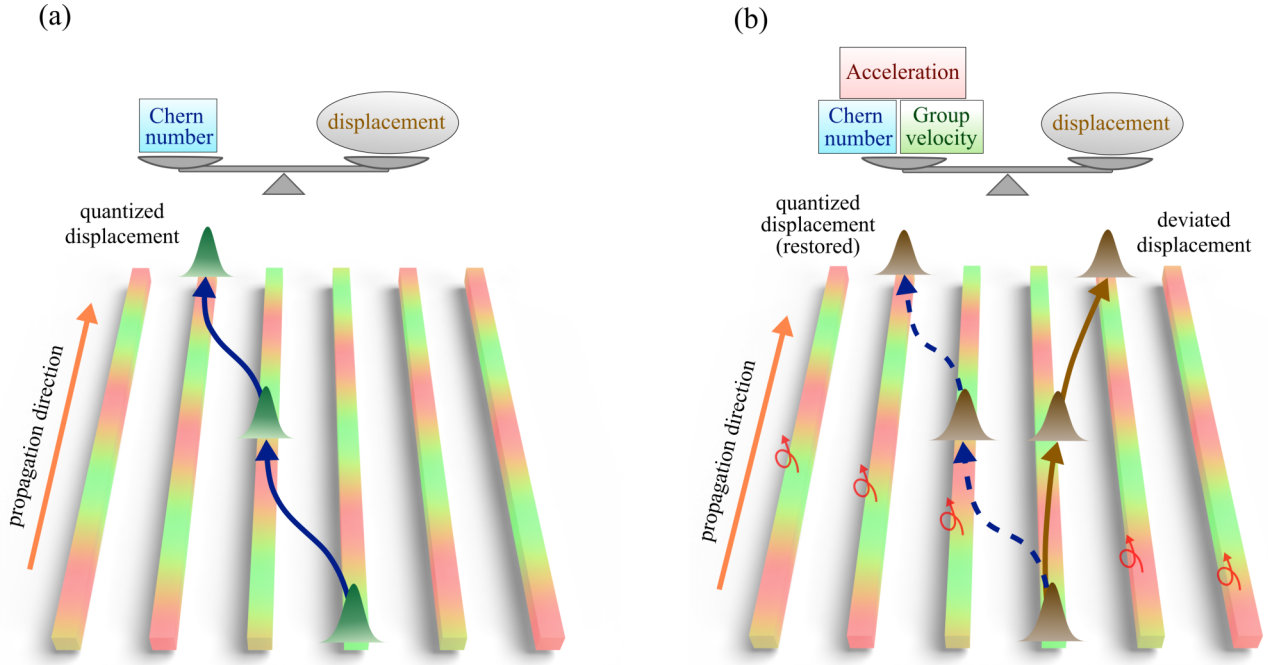 (a)
Chern
number
displacement
quantized
displacement
propagation direction
(b)
Acceleration
Chern
number
Group
velocity
displacement
quantized
displacement
(restored)
deviated
displacement
propagation direction